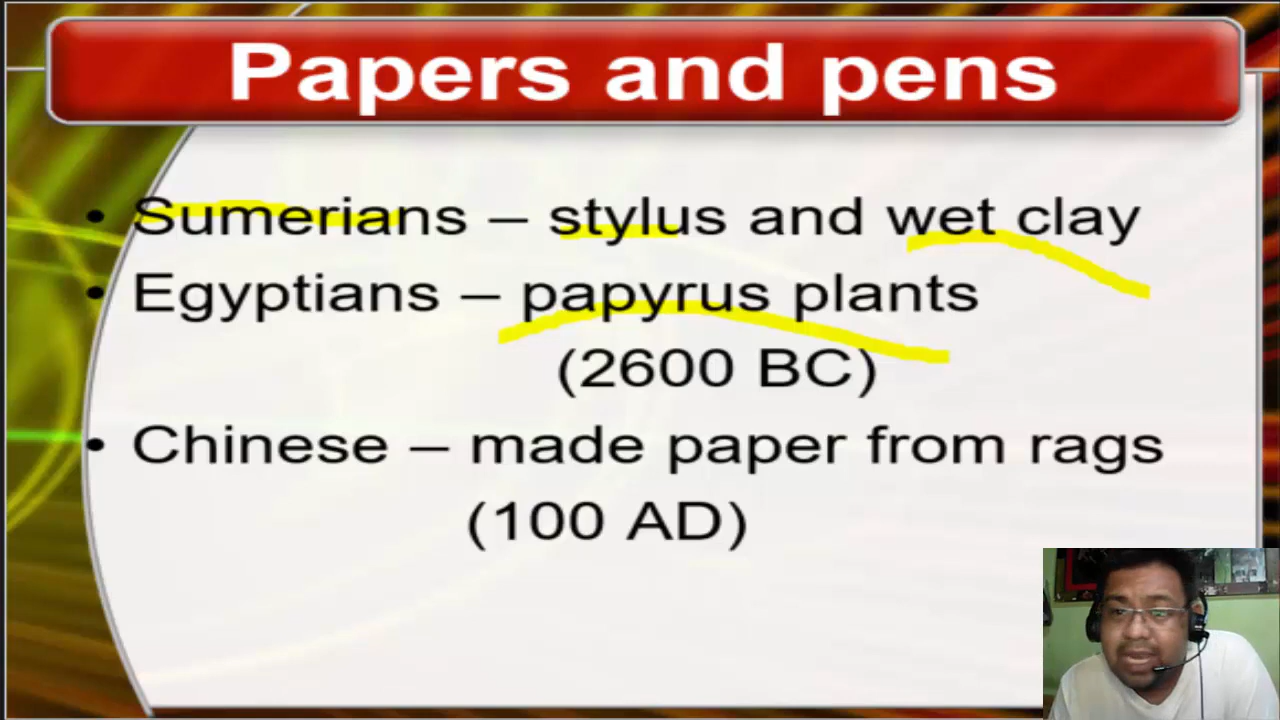 Papers and pens
• Sumerians – stylus and wet clay
• Egyptians – papyrus plants
(2600 BC)
• Chinese – made paper from rags
(100 AD)